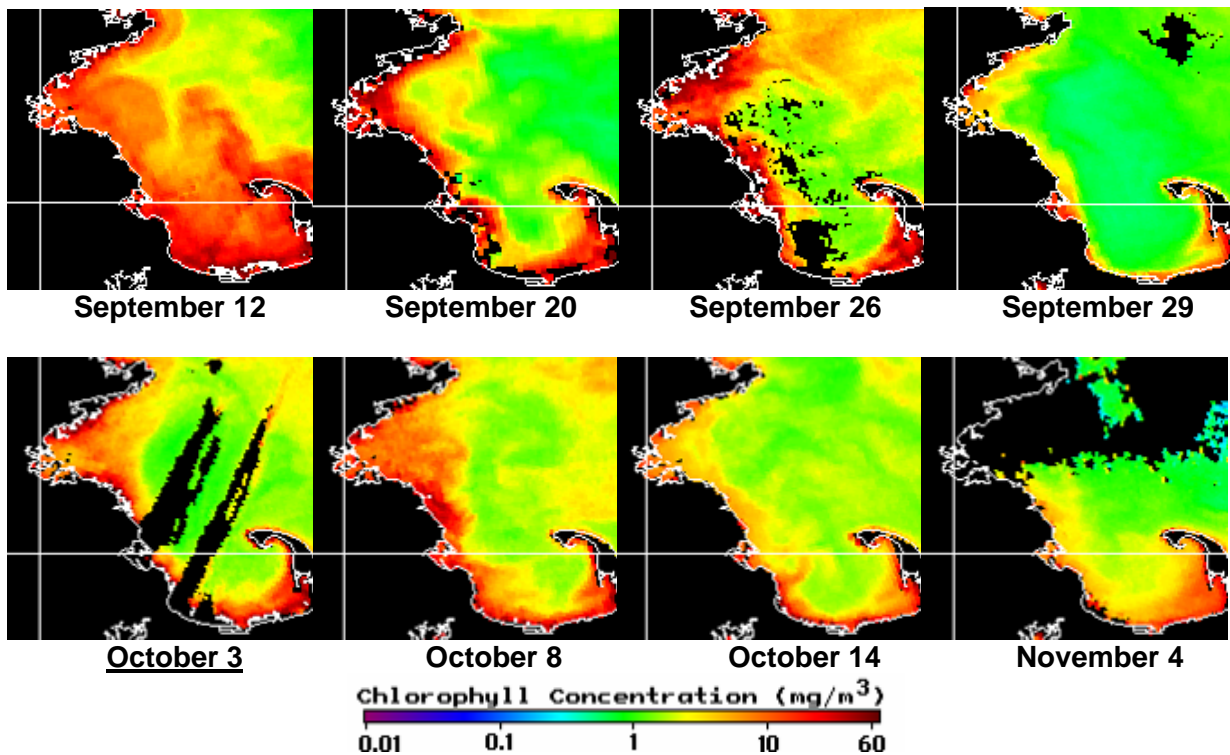 September 12 September 20 September 26 September 29
October 3 October 8 October 14 November 4
Chlorophyll Concentration (mg/m³)
0.01 0.1 1 10 60